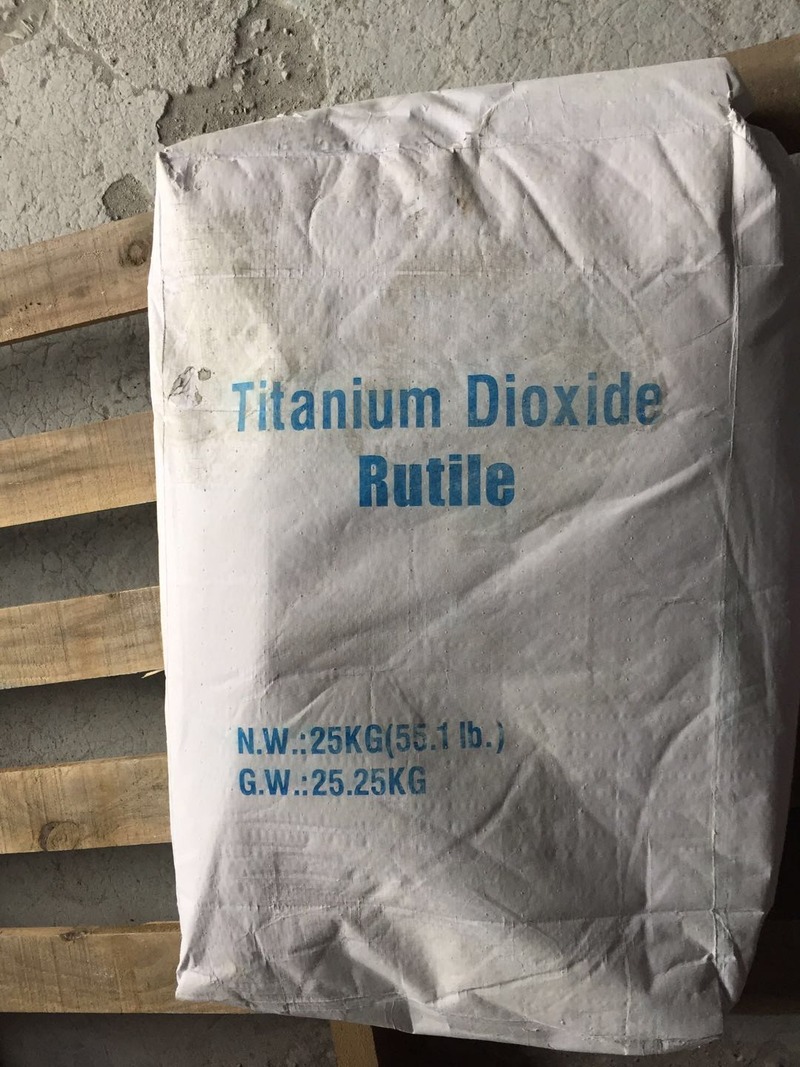 Titanium Dioxide
Rutile
N.W.:25KG(55.1 lb.)
G.W.:25.25KG